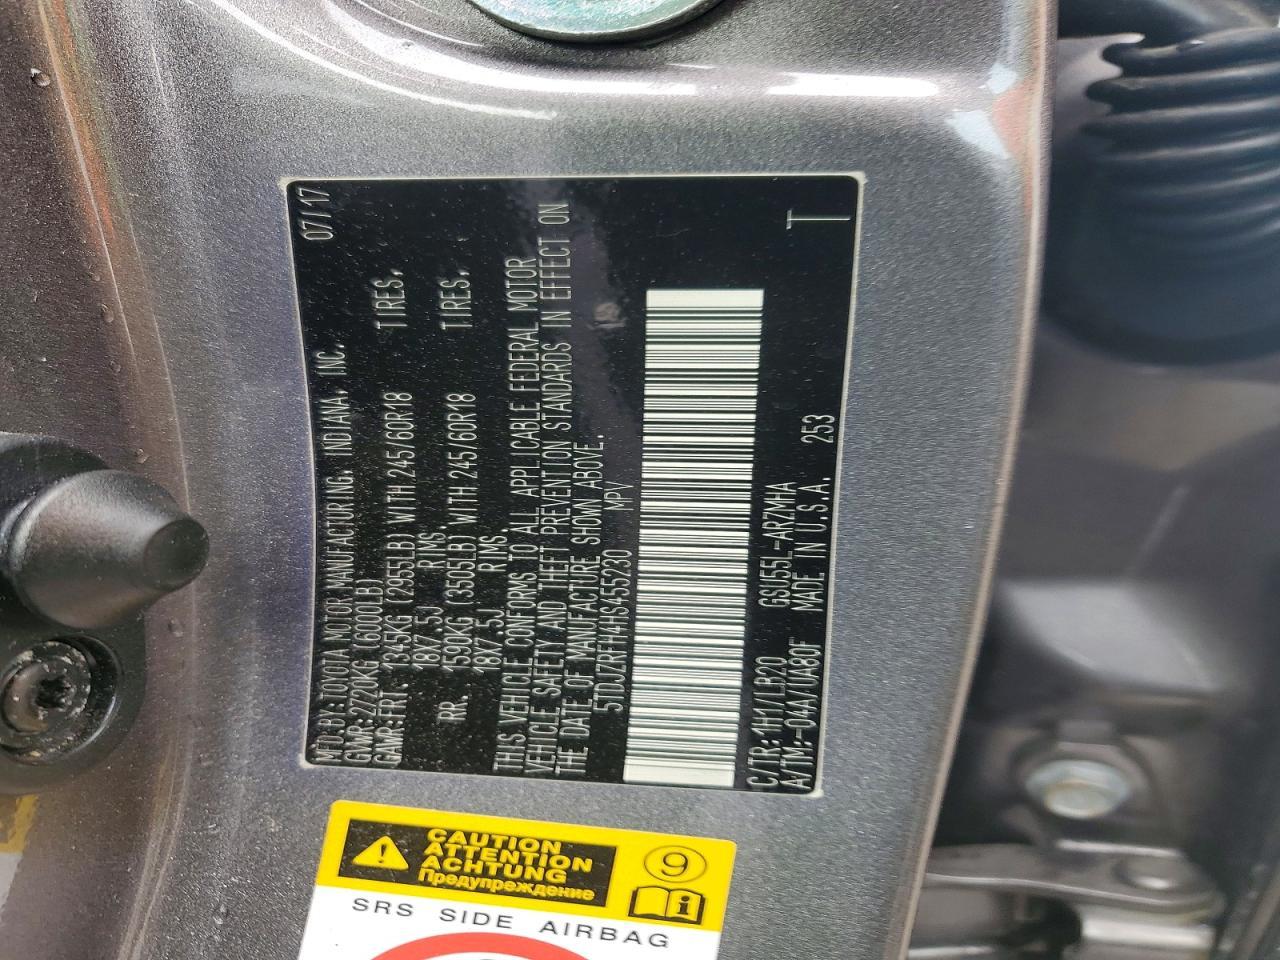 MFD.BY:TOYOTA MOTOR MANUFACTURING, INDIANA, INC. 07/17
GVWR:2720KG (6000LB)
GAWR:FRT. 1345KG (2955LB) WITH 245/60R18 TIRES.
18X7.5J RIMS.
RR. 1590KG (3505LB) WITH 245/60R18 TIRES.
18X7.5J RIMS.
THIS VEHICLE CONFORMS TO ALL APPLICABLE FEDERAL MOTOR
VEHICLE SAFETY AND THEFT PREVENTION STANDARDS IN EFFECT ON
THE DATE OF MANUFACTURE SHOWN ABOVE.
5TDJZRFH4HS455230 MPV
C/TR:1H1/LB20 GSU55L-ARZMHA T
A/TM:-04A/UA80F MADE IN U.S.A. 253
CAUTION
ATTENTION
ACHTUNG
Предупреждение
9
i
SRS SIDE AIRBAG